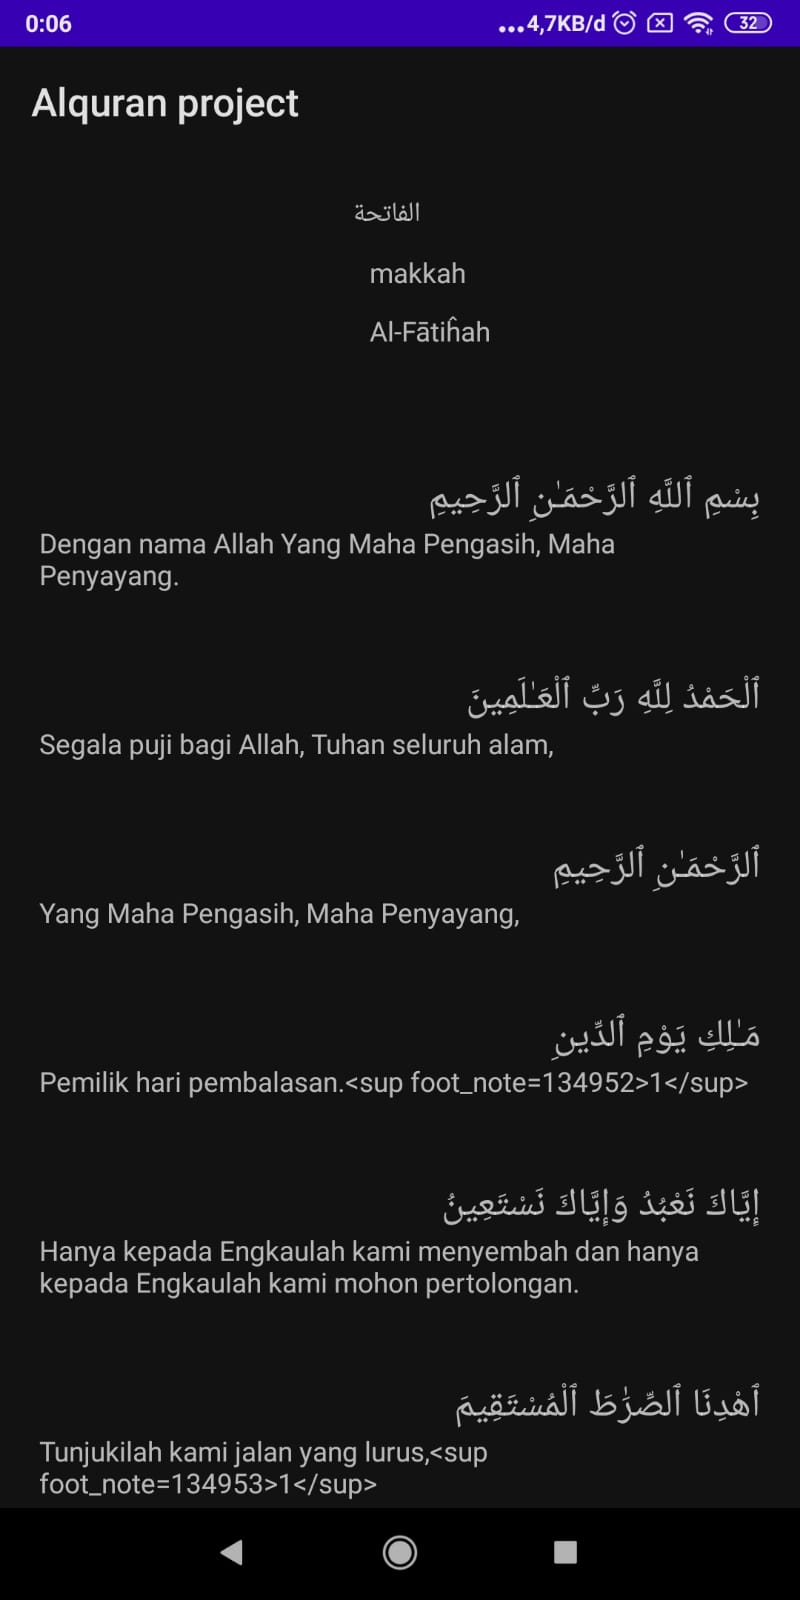 0:06
...4,7KB/d
32
Alquran project
الفاتحة
makkah
Al-Fātiĥah
بِسْمِ ٱللَّهِ ٱلرَّحْمَـٰنِ ٱلرَّحِيمِ
Dengan nama Allah Yang Maha Pengasih, Maha
Penyayang.
ٱلْحَمْدُ لِلَّهِ رَبِّ ٱلْعَـٰلَمِينَ
Segala puji bagi Allah, Tuhan seluruh alam,
ٱلرَّحْمَـٰنِ ٱلرَّحِيمِ
Yang Maha Pengasih, Maha Penyayang,
مَـٰلِكِ يَوْمِ ٱلدِّينِ
Pemilik hari pembalasan.<sup foot_note=134952>1</sup>
إِيَّاكَ نَعْبُدُ وَإِيَّاكَ نَسْتَعِينُ
Hanya kepada Engkaulah kami menyembah dan hanya
kepada Engkaulah kami mohon pertolongan.
ٱهْدِنَا ٱلصِّرَٰطَ ٱلْمُسْتَقِيمَ
Tunjukilah kami jalan yang lurus,<sup
foot_note=134953>1</sup>